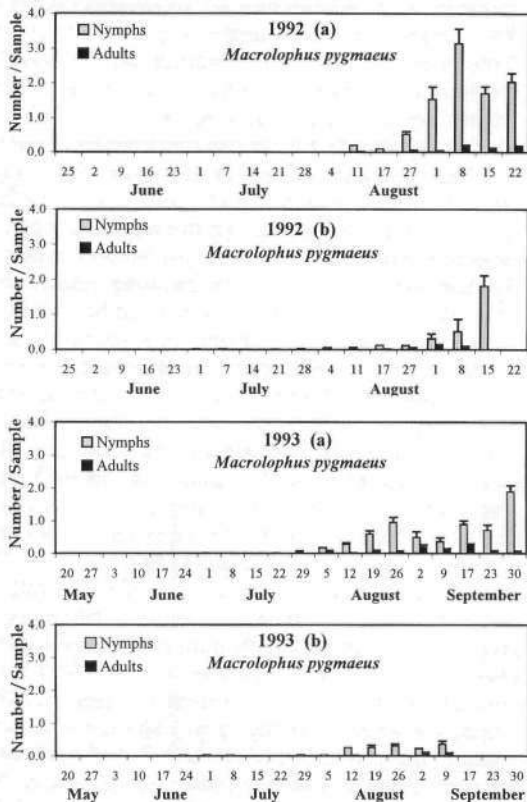 4.0 Nymphs 1992 (a)
3.0 Adults Macrolophus pygmaeus
2.0
1.0
0.0
Number / Sample
25 2 9 16 23 1 7 14 21 28 4 11 17 27 1 8 15 22
June July August
4.0 Nymphs 1992 (b)
3.0 Adults Macrolophus pygmaeus
2.0
1.0
0.0
Number / Sample
25 2 9 16 23 1 7 14 21 28 4 11 17 27 1 8 15 22
June July August
4.0 Nymphs 1993 (a)
3.0 Adults Macrolophus pygmaeus
2.0
1.0
0.0
Number / Sample
20 27 3 10 17 24 1 8 15 22 29 5 12 19 26 2 9 17 23 30
May June July August September
4.0 Nymphs 1993 (b)
3.0 Adults Macrolophus pygmaeus
2.0
1.0
0.0
Number / Sample
20 27 3 10 17 24 1 8 15 22 29 5 12 19 26 2 9 17 23 30
May June July August September